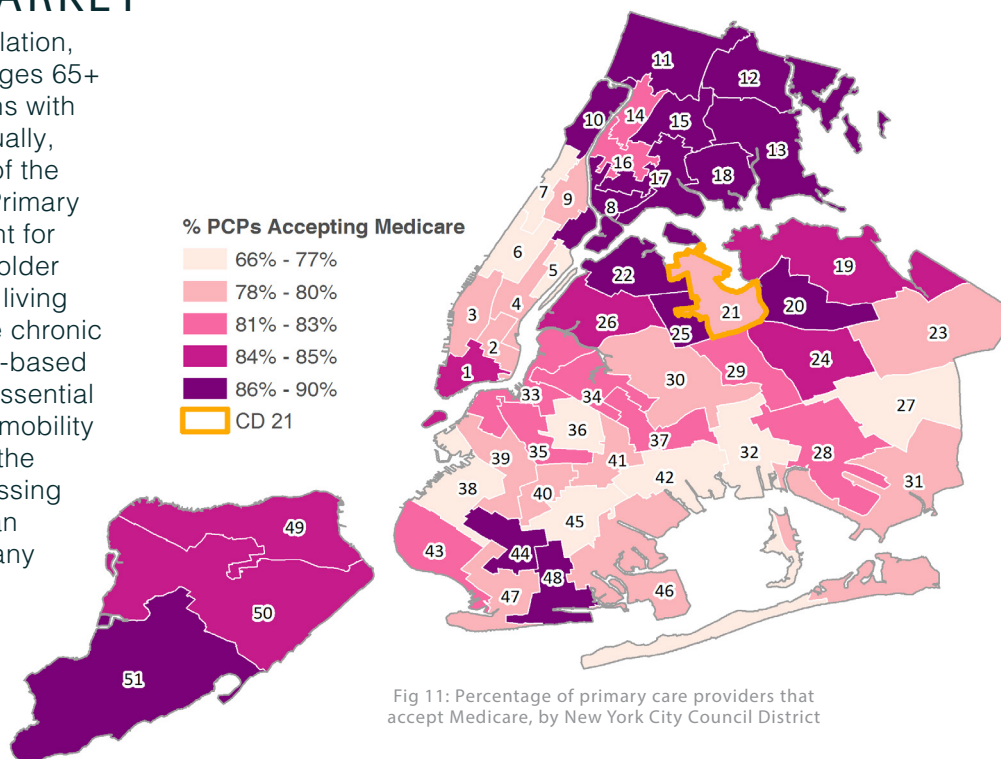 lation,
ges 65+
ns with
ually,
of the
Primary
nt for
older
living
e chronic
-based
ssential
mobility
the
ssing
an
any
% PCPs Accepting Medicare
66% - 77%
78% - 80%
81% - 83%
84% - 85%
86% - 90%
CD 21
11
12
10
14
15
13
16
17
18
7
9
8
6
5
22
19
3
4
21
20
26
25
23
2
1
24
30
29
33
34
27
36
37
32
28
39
35
41
42
31
38
40
45
43
44
48
47
46
49
50
51
Fig 11: Percentage of primary care providers that
accept Medicare, by New York City Council District